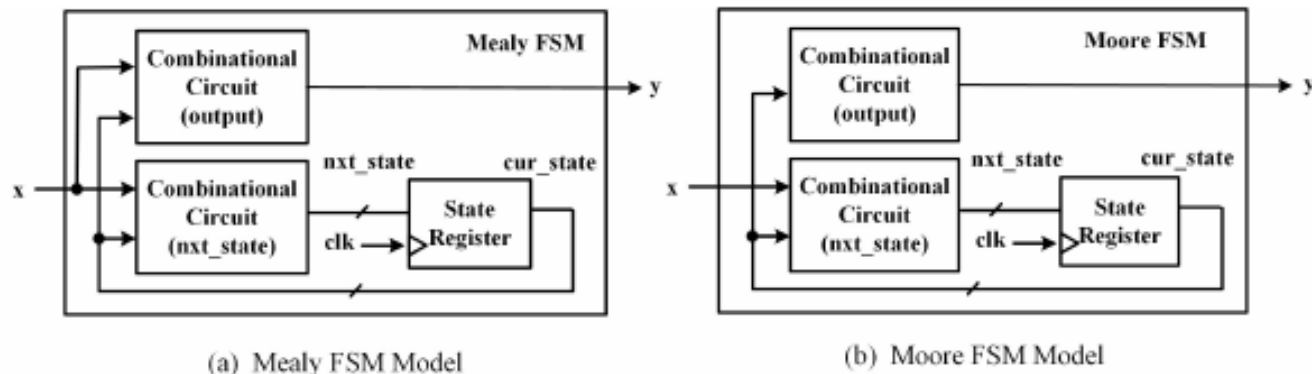 Mealy FSM
Combinational
Circuit
(output)
y
x
Combinational
Circuit
(nxt_state)
nxt_state
cur_state
State
Register
clk
(a) Mealy FSM Model
Moore FSM
Combinational
Circuit
(output)
y
x
Combinational
Circuit
(nxt_state)
nxt_state
cur_state
State
Register
clk
(b) Moore FSM Model